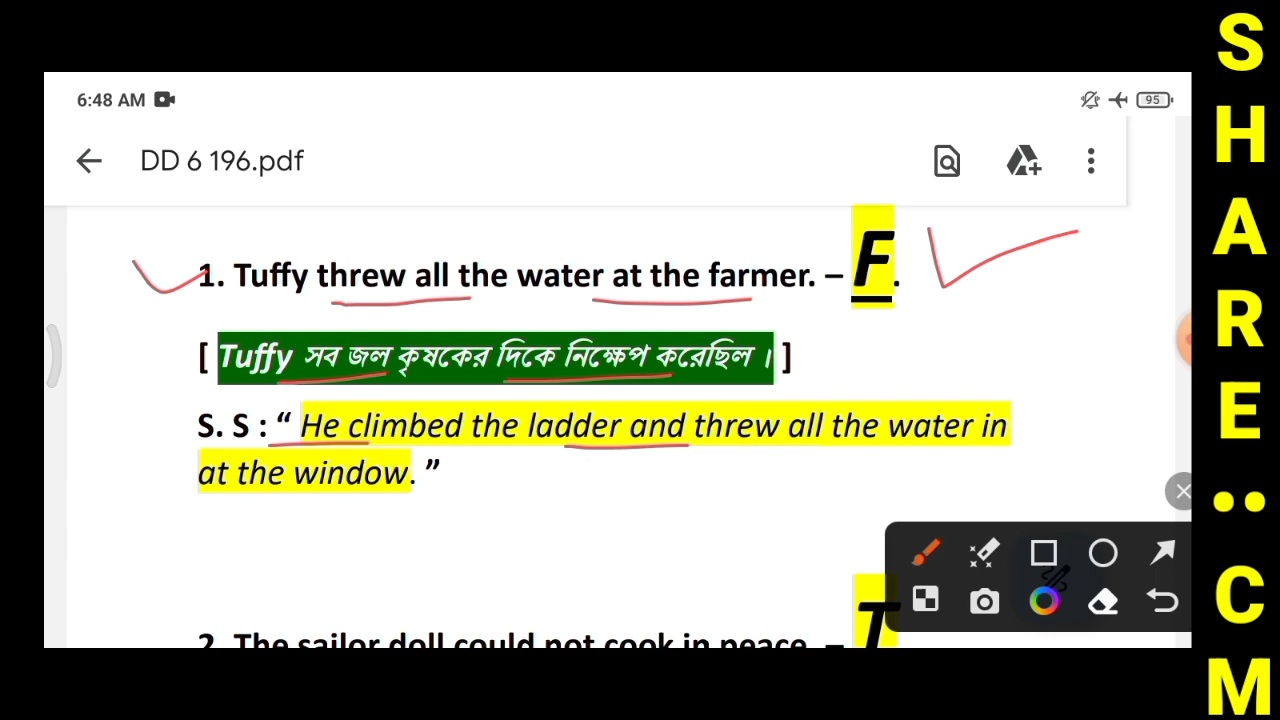 6:48 AM
95
DD 6 196.pdf
1. Tuffy threw all the water at the farmer. – F.
[ Tuffy সব জল কৃষকের দিকে নিক্ষেপ করেছিল । ]
S. S : “ He climbed the ladder and threw all the water in
at the window. ”
2. The sailor doll could not cook in peace. – T
SHARE••CM